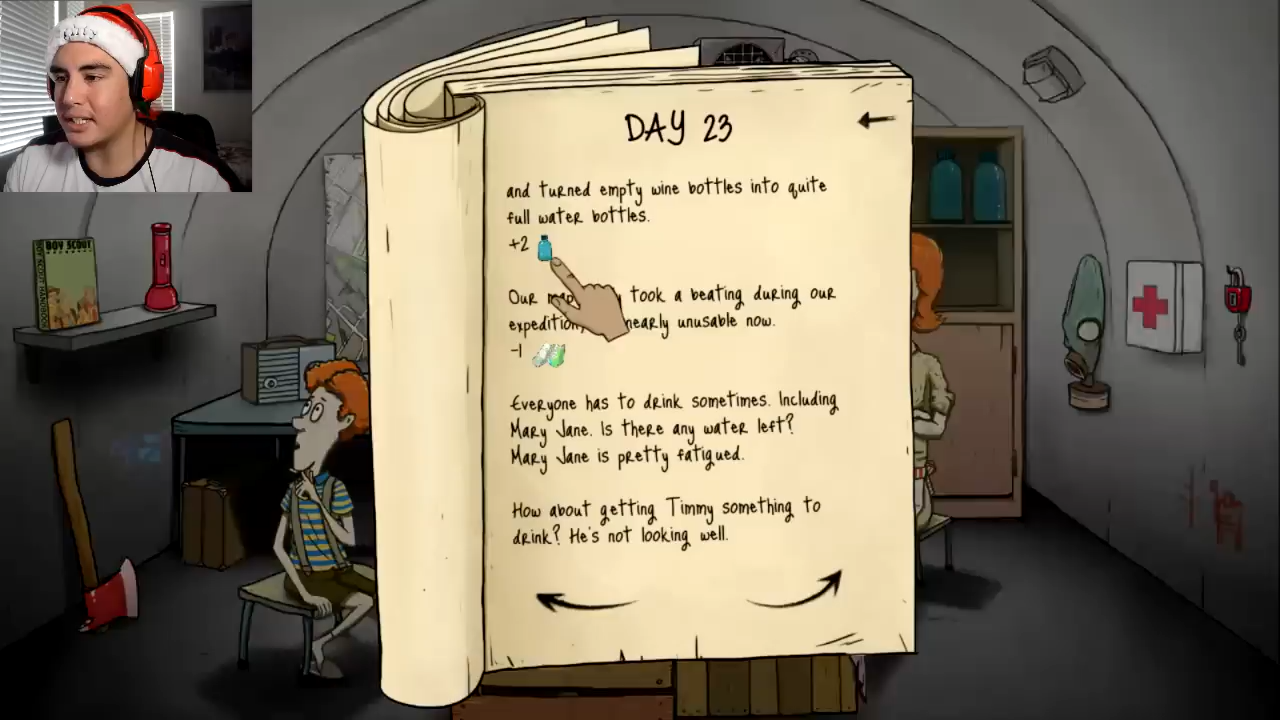 DAY 23
and turned empty wine bottles into quite
full water bottles.
+2
Our took a beating during our
nearly unusable now.
-1
Everyone has to drink sometimes. Including
Mary Jane. Is there any water left?
Mary Jane is pretty fatigued.
How about getting Timmy something to
drink? He's not looking well.
BOY SCOUT